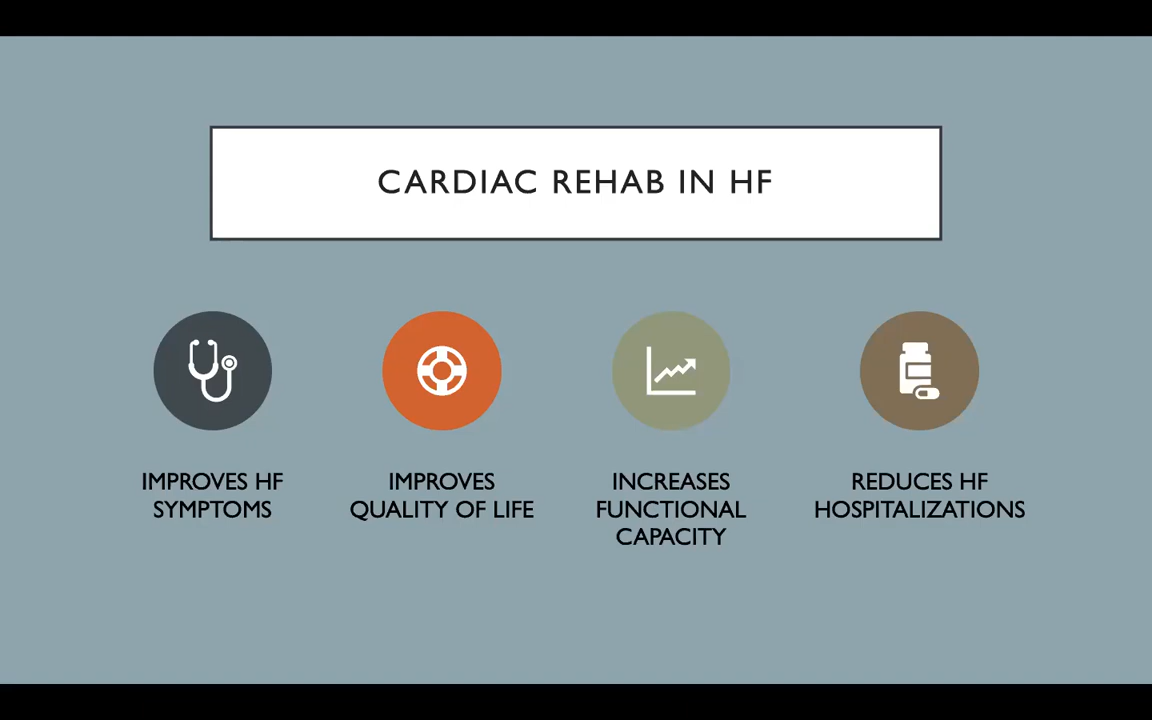 CARDIAC REHAB IN HF
IMPROVES HF
SYMPTOMS
IMPROVES
QUALITY OF LIFE
INCREASES
FUNCTIONAL
CAPACITY
REDUCES HF
HOSPITALIZATIONS